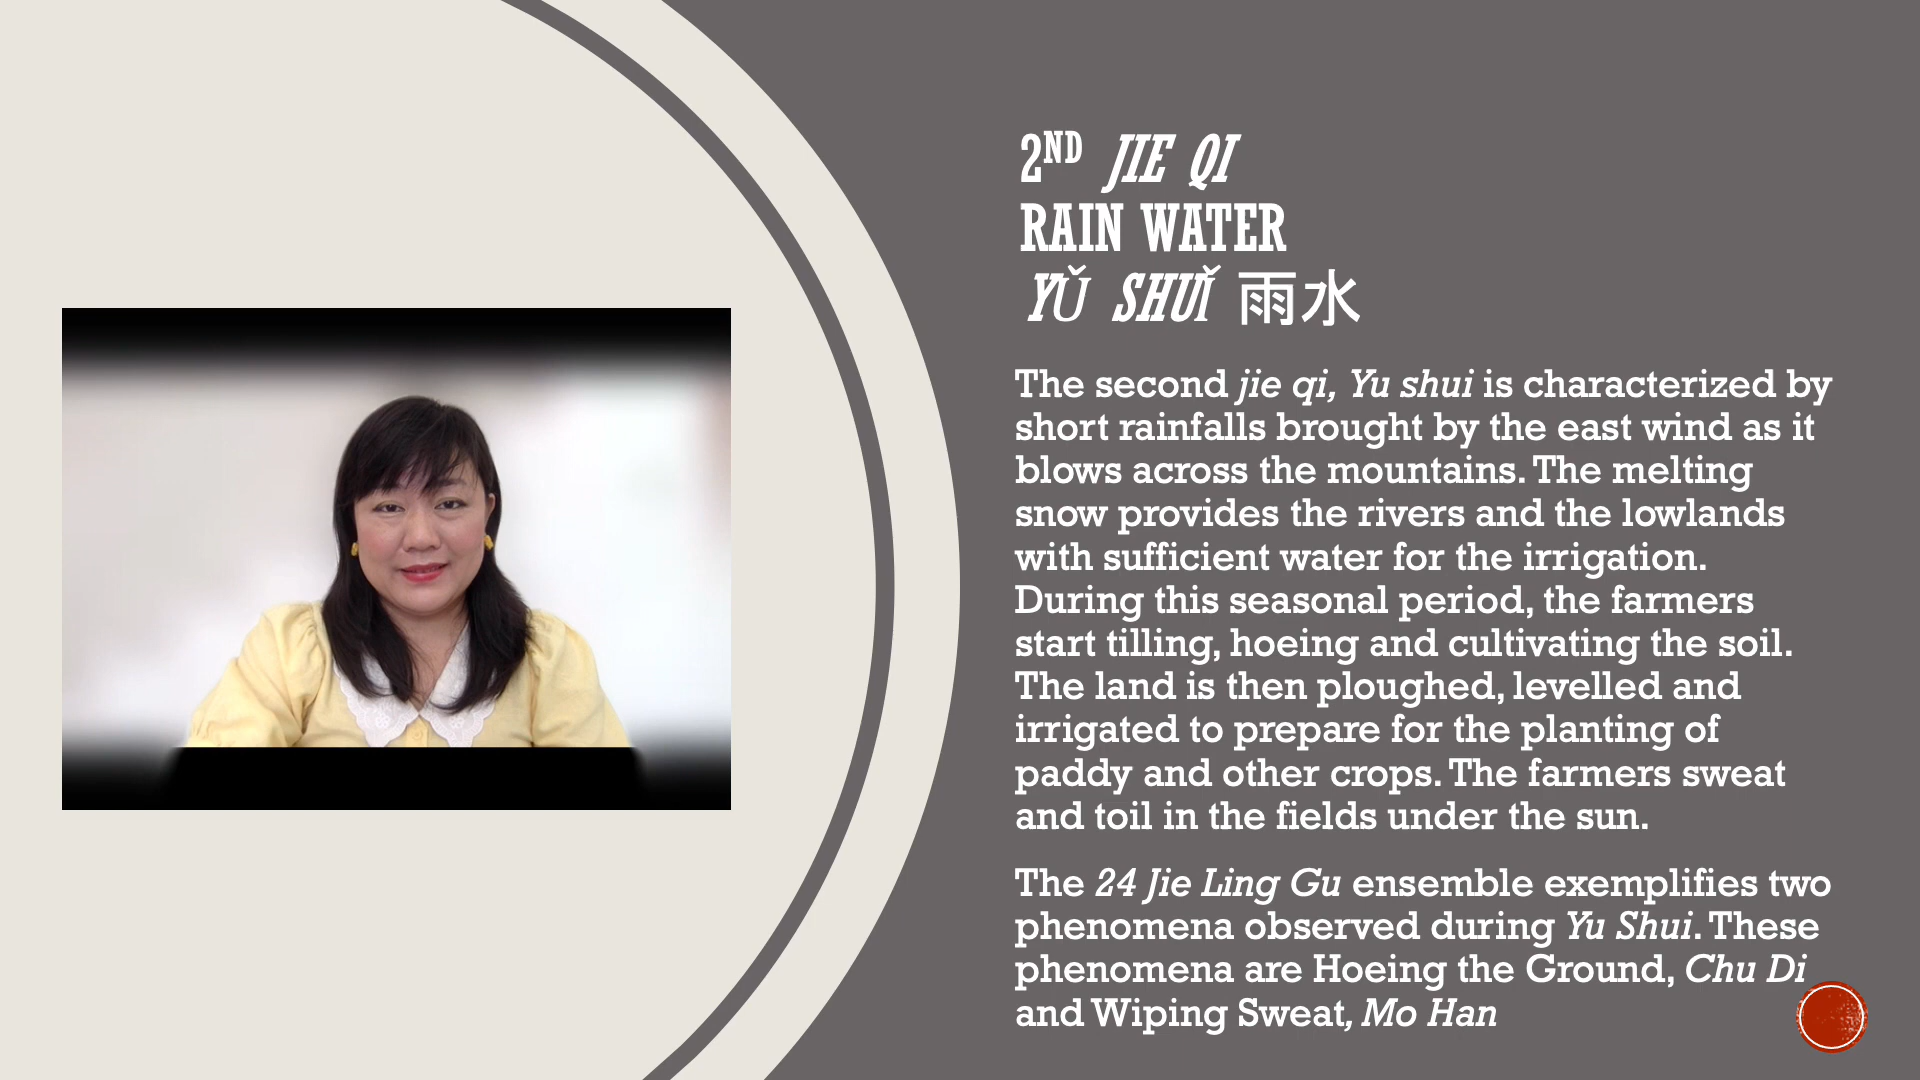 2ND JIE QI
RAIN WATER
YǓ SHUǏ 雨水
The second jie qi, Yu shui is characterized by
short rainfalls brought by the east wind as it
blows across the mountains. The melting
snow provides the rivers and the lowlands
with sufficient water for the irrigation.
During this seasonal period, the farmers
start tilling, hoeing and cultivating the soil.
The land is then ploughed, levelled and
irrigated to prepare for the planting of
paddy and other crops. The farmers sweat
and toil in the fields under the sun.
The 24 Jie Ling Gu ensemble exemplifies two
phenomena observed during Yu Shui. These
phenomena are Hoeing the Ground, Chu Di
and Wiping Sweat, Mo Han